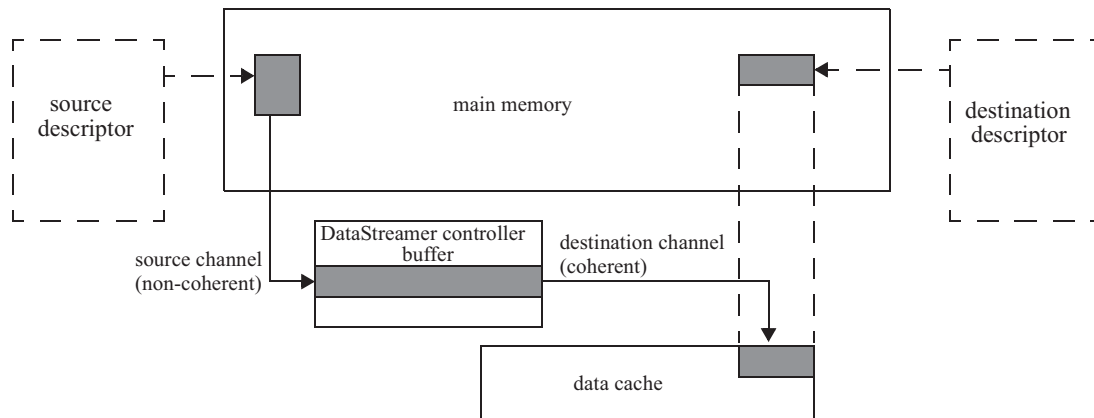 source
descriptor
main memory
destination
descriptor
DataStreamer controller
buffer
source channel
(non-coherent)
destination channel
(coherent)
data cache